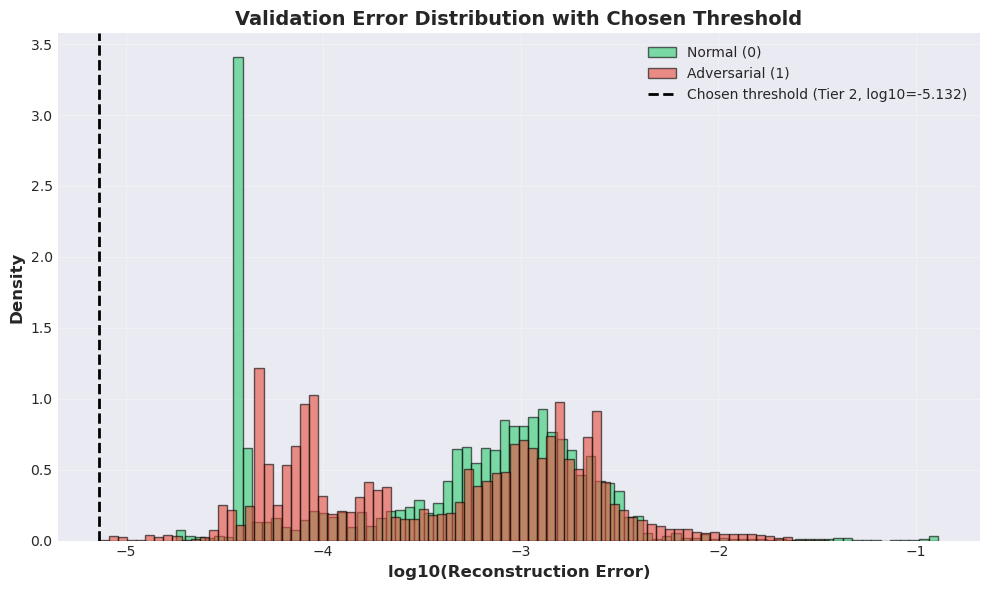 Validation Error Distribution with Chosen Threshold
Normal (0)
Adversarial (1)
Chosen threshold (Tier 2, log10=-5.132)
Density
3.5
3.0
2.5
2.0
1.5
1.0
0.5
0.0
−5 −4 −3 −2 −1
log10(Reconstruction Error)